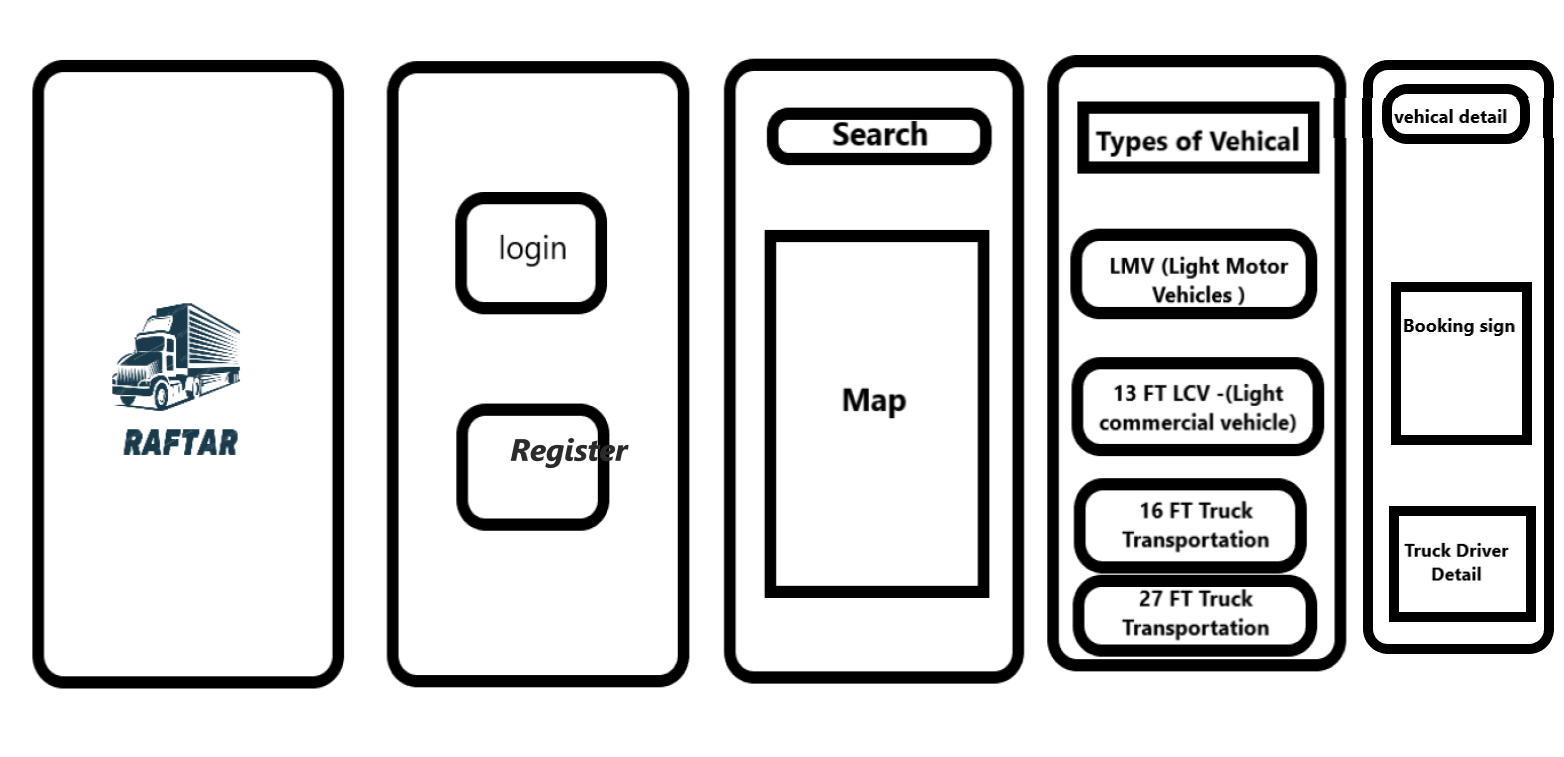 RAFTAR
login
Register
Search
Map
Types of Vehical
LMV (Light Motor
Vehicles )
13 FT LCV -(Light
commercial vehicle)
16 FT Truck
Transportation
27 FT Truck
Transportation
vehical detail
Booking sign
Truck Driver
Detail